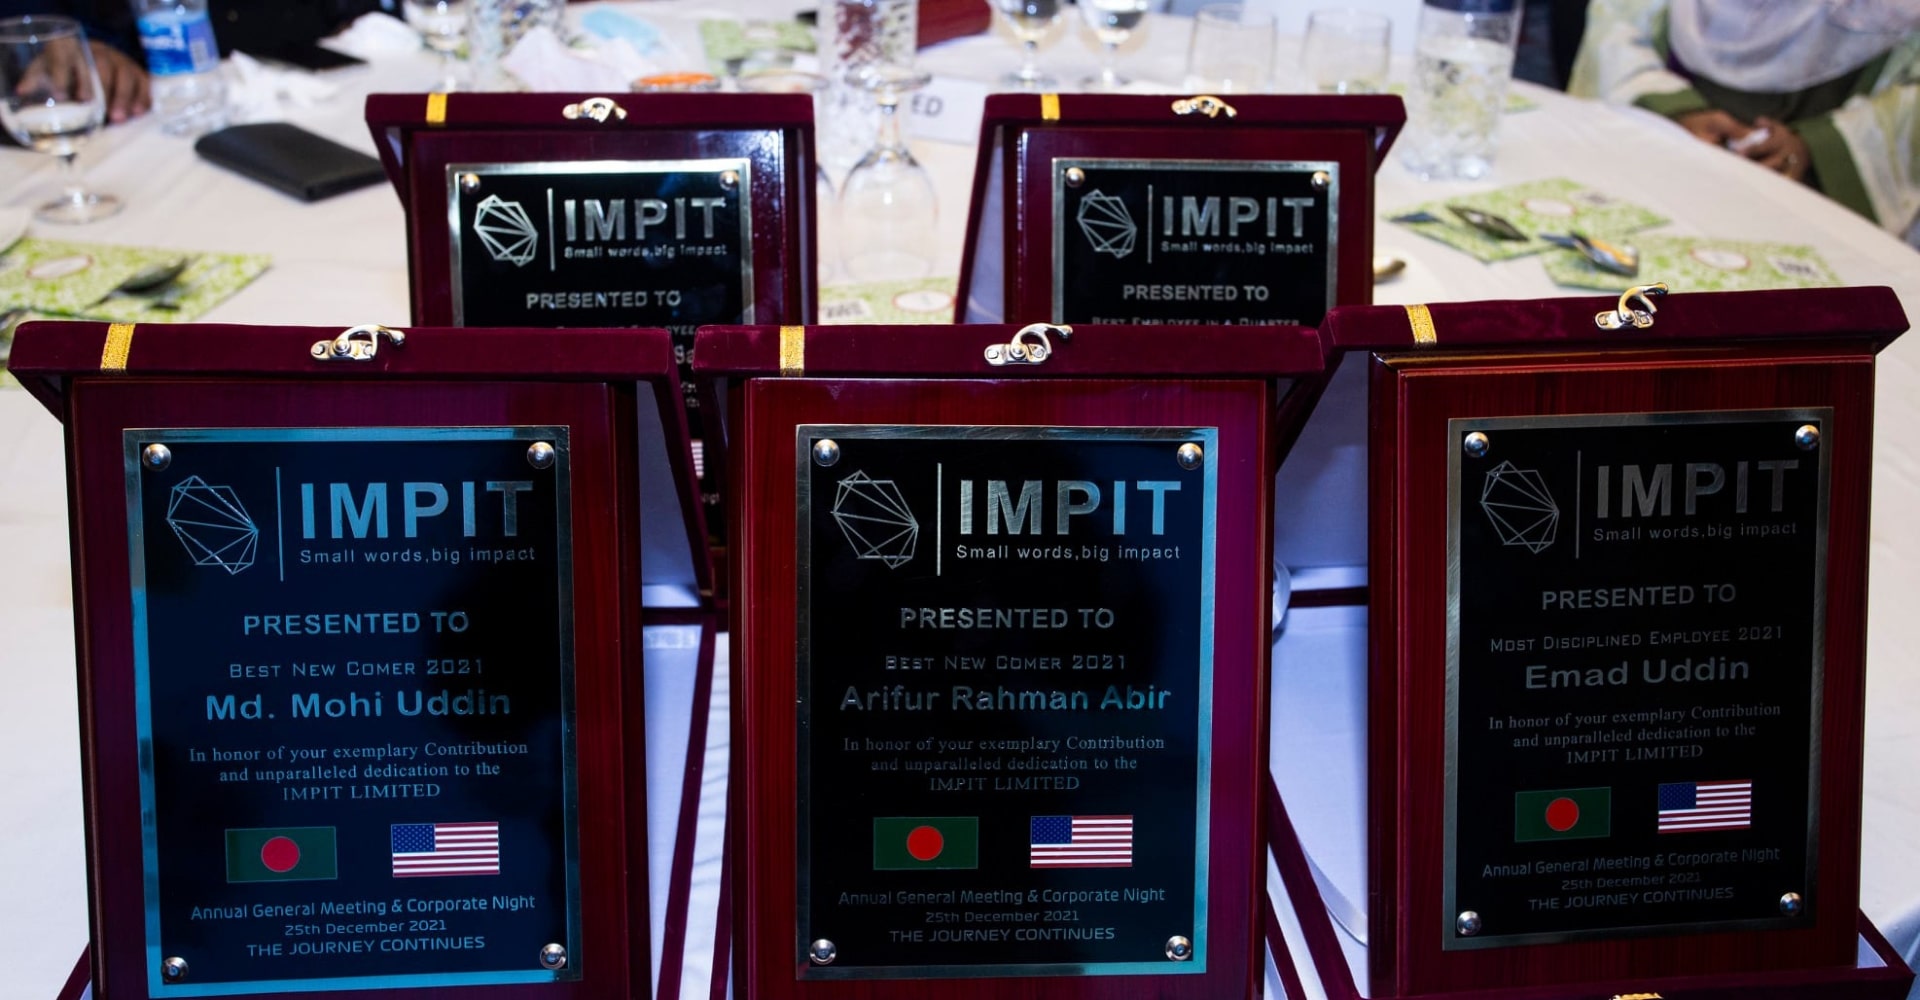 ED
IMPIT
Small words,big impact
PRESENTED TO
IMPIT
Small words,big impact
PRESENTED TO
BEST EMPLOYEE IN A QUARTER
IMPIT
Small words,big impact
PRESENTED TO
BEST NEW COMER 2021
Md. Mohi Uddin
In honor of your exemplary Contribution
and unparalleled dedication to the
IMPIT LIMITED
Annual General Meeting & Corporate Night
25th December 2021
THE JOURNEY CONTINUES
IMPIT
Small words,big impact
PRESENTED TO
BEST NEW COMER 2021
Arifur Rahman Abir
In honor of your exemplary Contribution
and unparalleled dedication to the
IMPIT LIMITED
Annual General Meeting & Corporate Night
25th December 2021
THE JOURNEY CONTINUES
IMPIT
Small words,big impact
PRESENTED TO
MOST DISCIPLINED EMPLOYEE 2021
Emad Uddin
In honor of your exemplary Contribution
and unparalleled dedication to the
IMPIT LIMITED
Annual General Meeting & Corporate Night
25th December 2021
THE JOURNEY CONTINUES